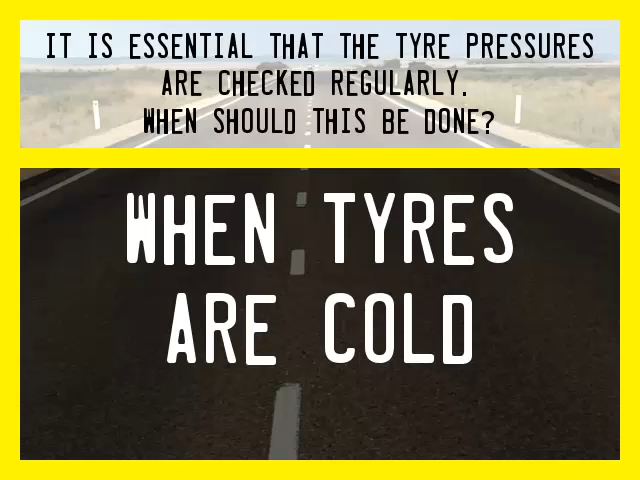 IT IS ESSENTIAL THAT THE TYRE PRESSURES
ARE CHECKED REGULARLY.
WHEN SHOULD THIS BE DONE?
WHEN TYRES
ARE COLD